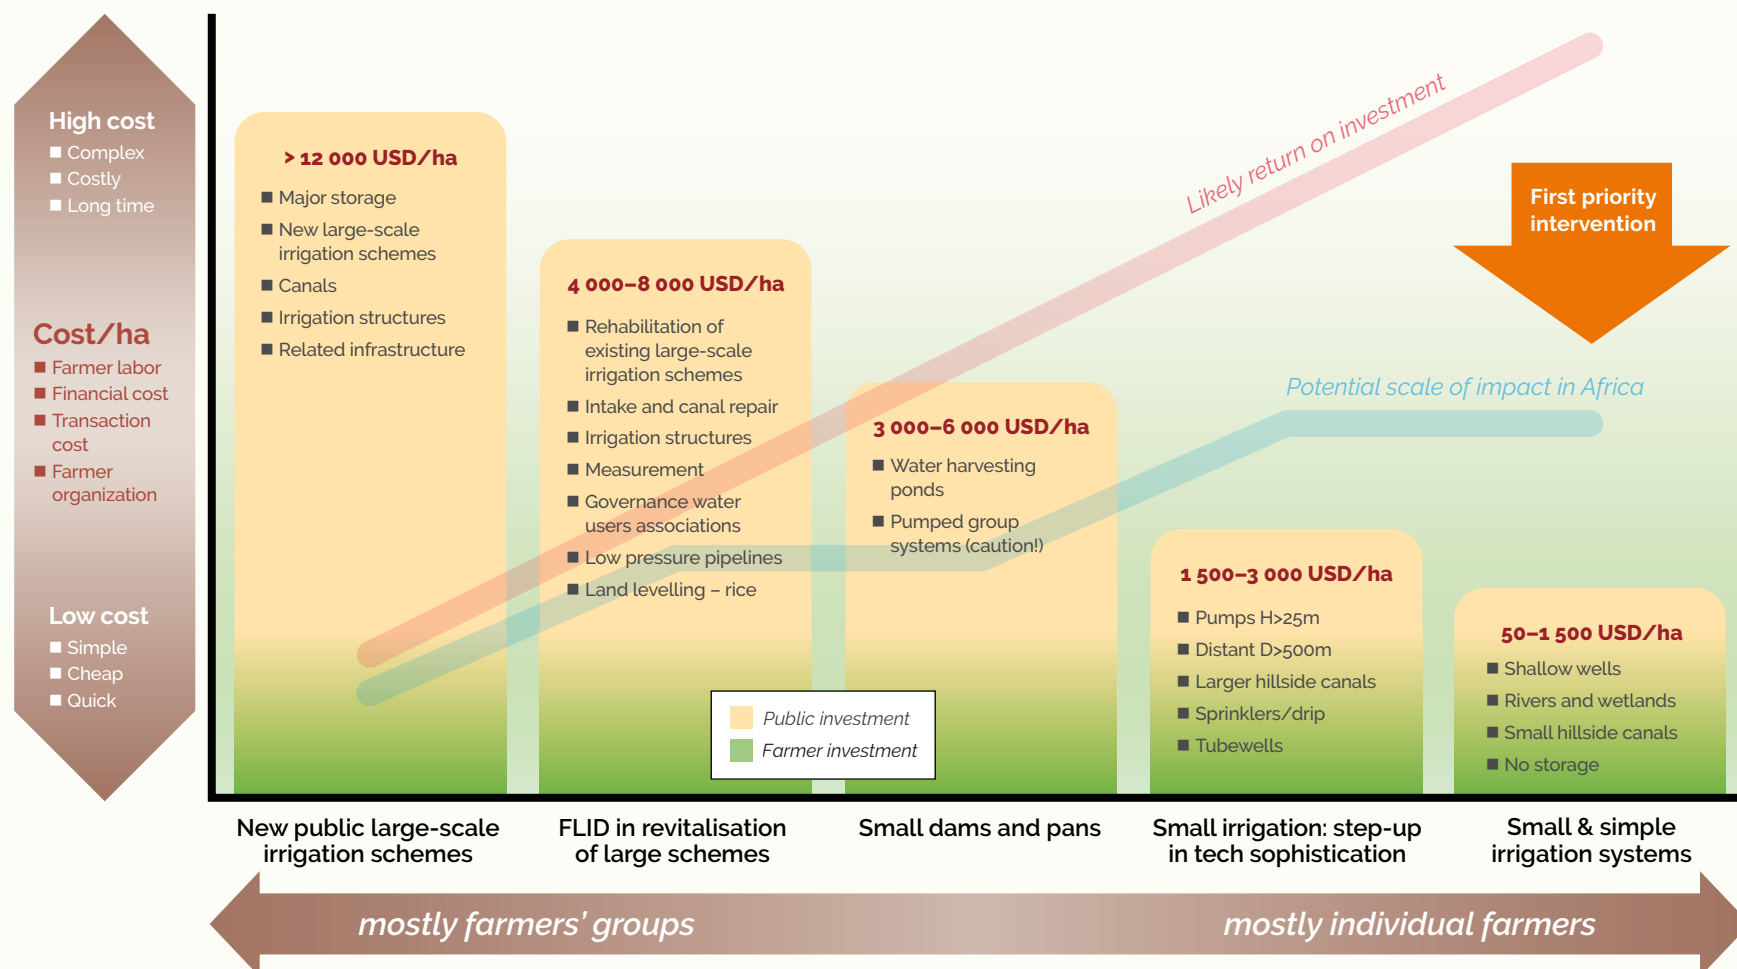 High cost
Complex
Costly
Long time
Cost/ha
Farmer labor
Financial cost
Transaction
cost
Farmer
organization
Low cost
Simple
Cheap
Quick
> 12 000 USD/ha
Major storage
New large-scale
irrigation schemes
Canals
Irrigation structures
Related infrastructure
4 000–8 000 USD/ha
Rehabilitation of
existing large-scale
irrigation schemes
Intake and canal repair
Irrigation structures
Measurement
Governance water
users associations
Low pressure pipelines
Land levelling – rice
3 000–6 000 USD/ha
Water harvesting
ponds
Pumped group
systems (caution!)
1 500–3 000 USD/ha
Pumps H>25m
Distant D>500m
Larger hillside canals
Sprinklers/drip
Tubewells
50–1 500 USD/ha
Shallow wells
Rivers and wetlands
Small hillside canals
No storage
Likely return on investment
Potential scale of impact in Africa
First priority
intervention
Public investment
Farmer investment
New public large-scale
irrigation schemes
FLID in revitalisation
of large schemes
Small dams and pans
Small irrigation: step-up
in tech sophistication
Small & simple
irrigation systems
mostly farmers’ groups
mostly individual farmers